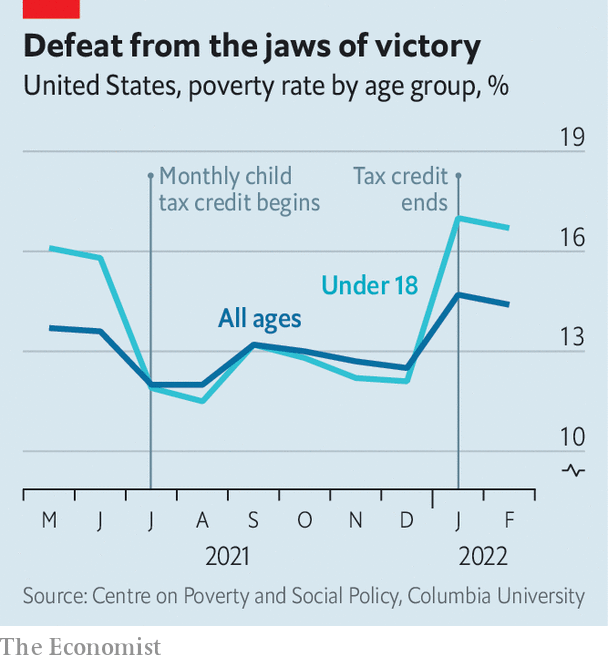 Defeat from the jaws of victory
United States, poverty rate by age group, %
19
Monthly child
tax credit begins
Tax credit
ends
16
Under 18
All ages
13
10
M J J A S O N D J F
2021 2022
Source: Centre on Poverty and Social Policy, Columbia University
The Economist